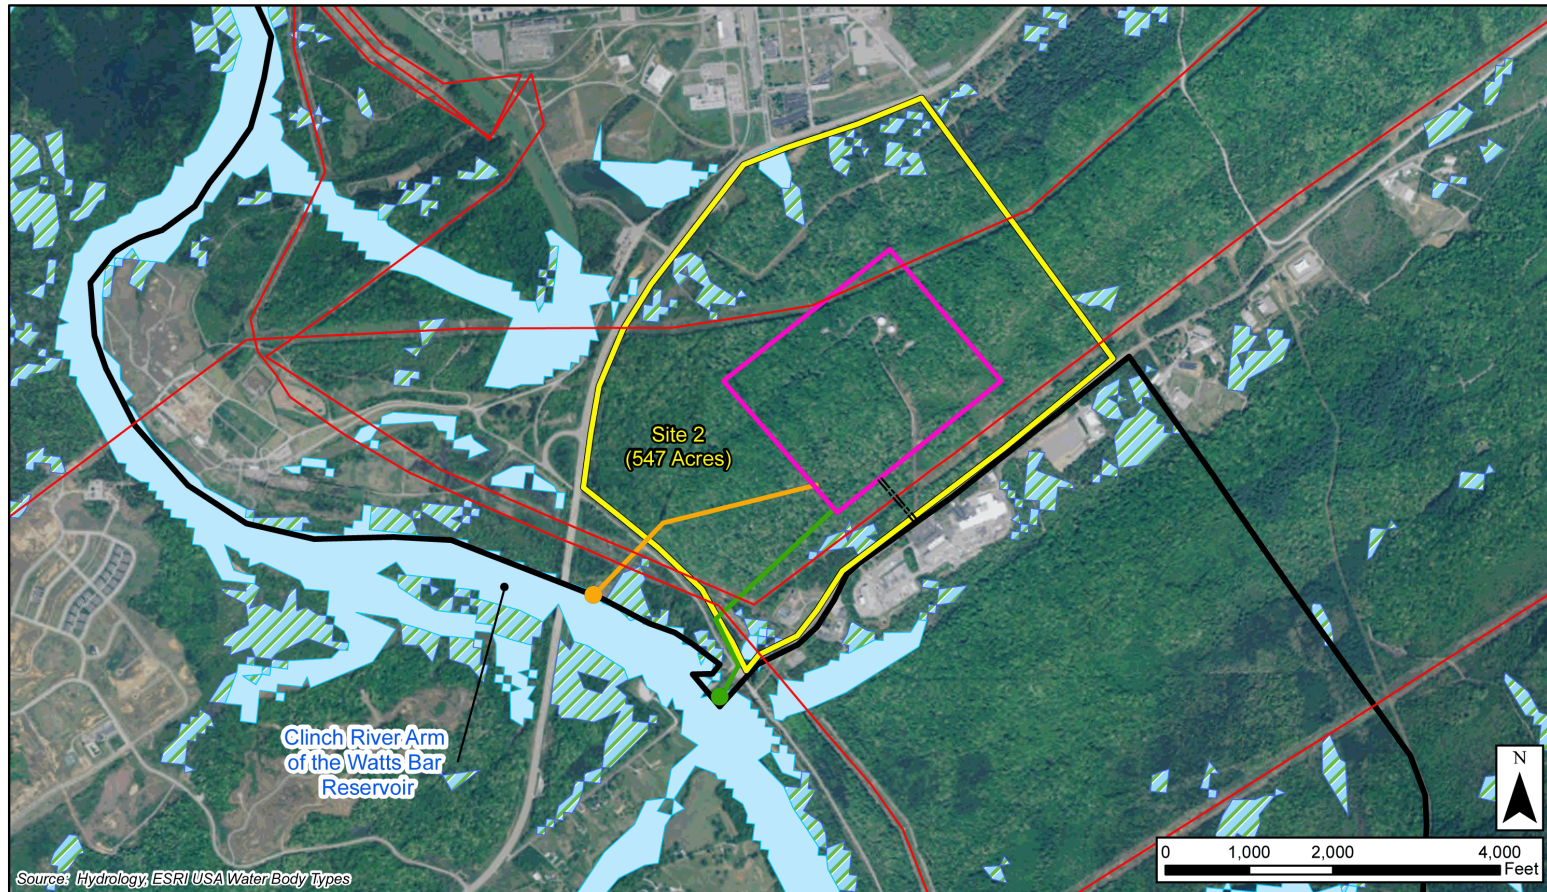 Site 2
(547 Acres)
Clinch River Arm
of the Watts Bar
Reservoir
N
0 1,000 2,000 4,000
Feet
Source: Hydrology, ESRI USA Water Body Types